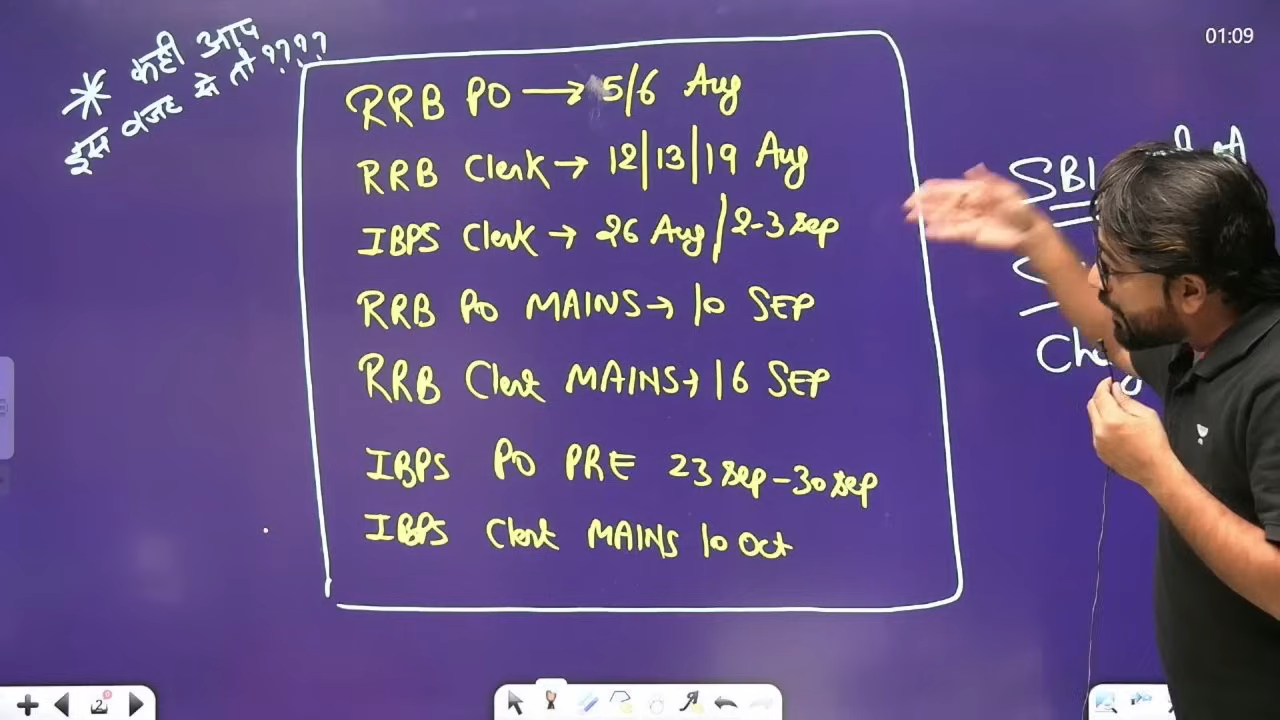 * कही आप
इस वजह से तो ????
01:09
RRB PO → 5/6 Aug
RRB Clerk → 12|13|19 Aug
IBPS Clerk → 26 Aug / 2-3 Sep
RRB PO MAINS → 10 SEP
RRB Clerk MAINS → 16 SEP
IBPS PO PRE 23 Sep - 30 Sep
IBPS Clerk MAINS 10 Oct
SBI
2